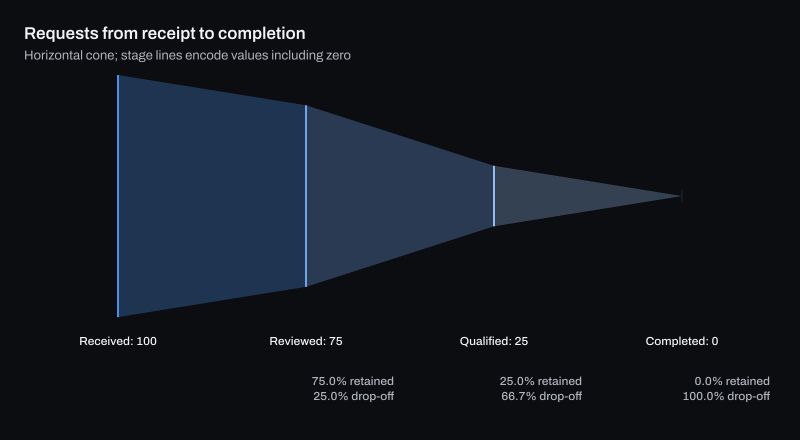 Requests from receipt to completion
Horizontal cone; stage lines encode values including zero
Received: 100
Reviewed: 75
Qualified: 25
Completed: 0
75.0% retained
25.0% drop-off
25.0% retained
66.7% drop-off
0.0% retained
100.0% drop-off